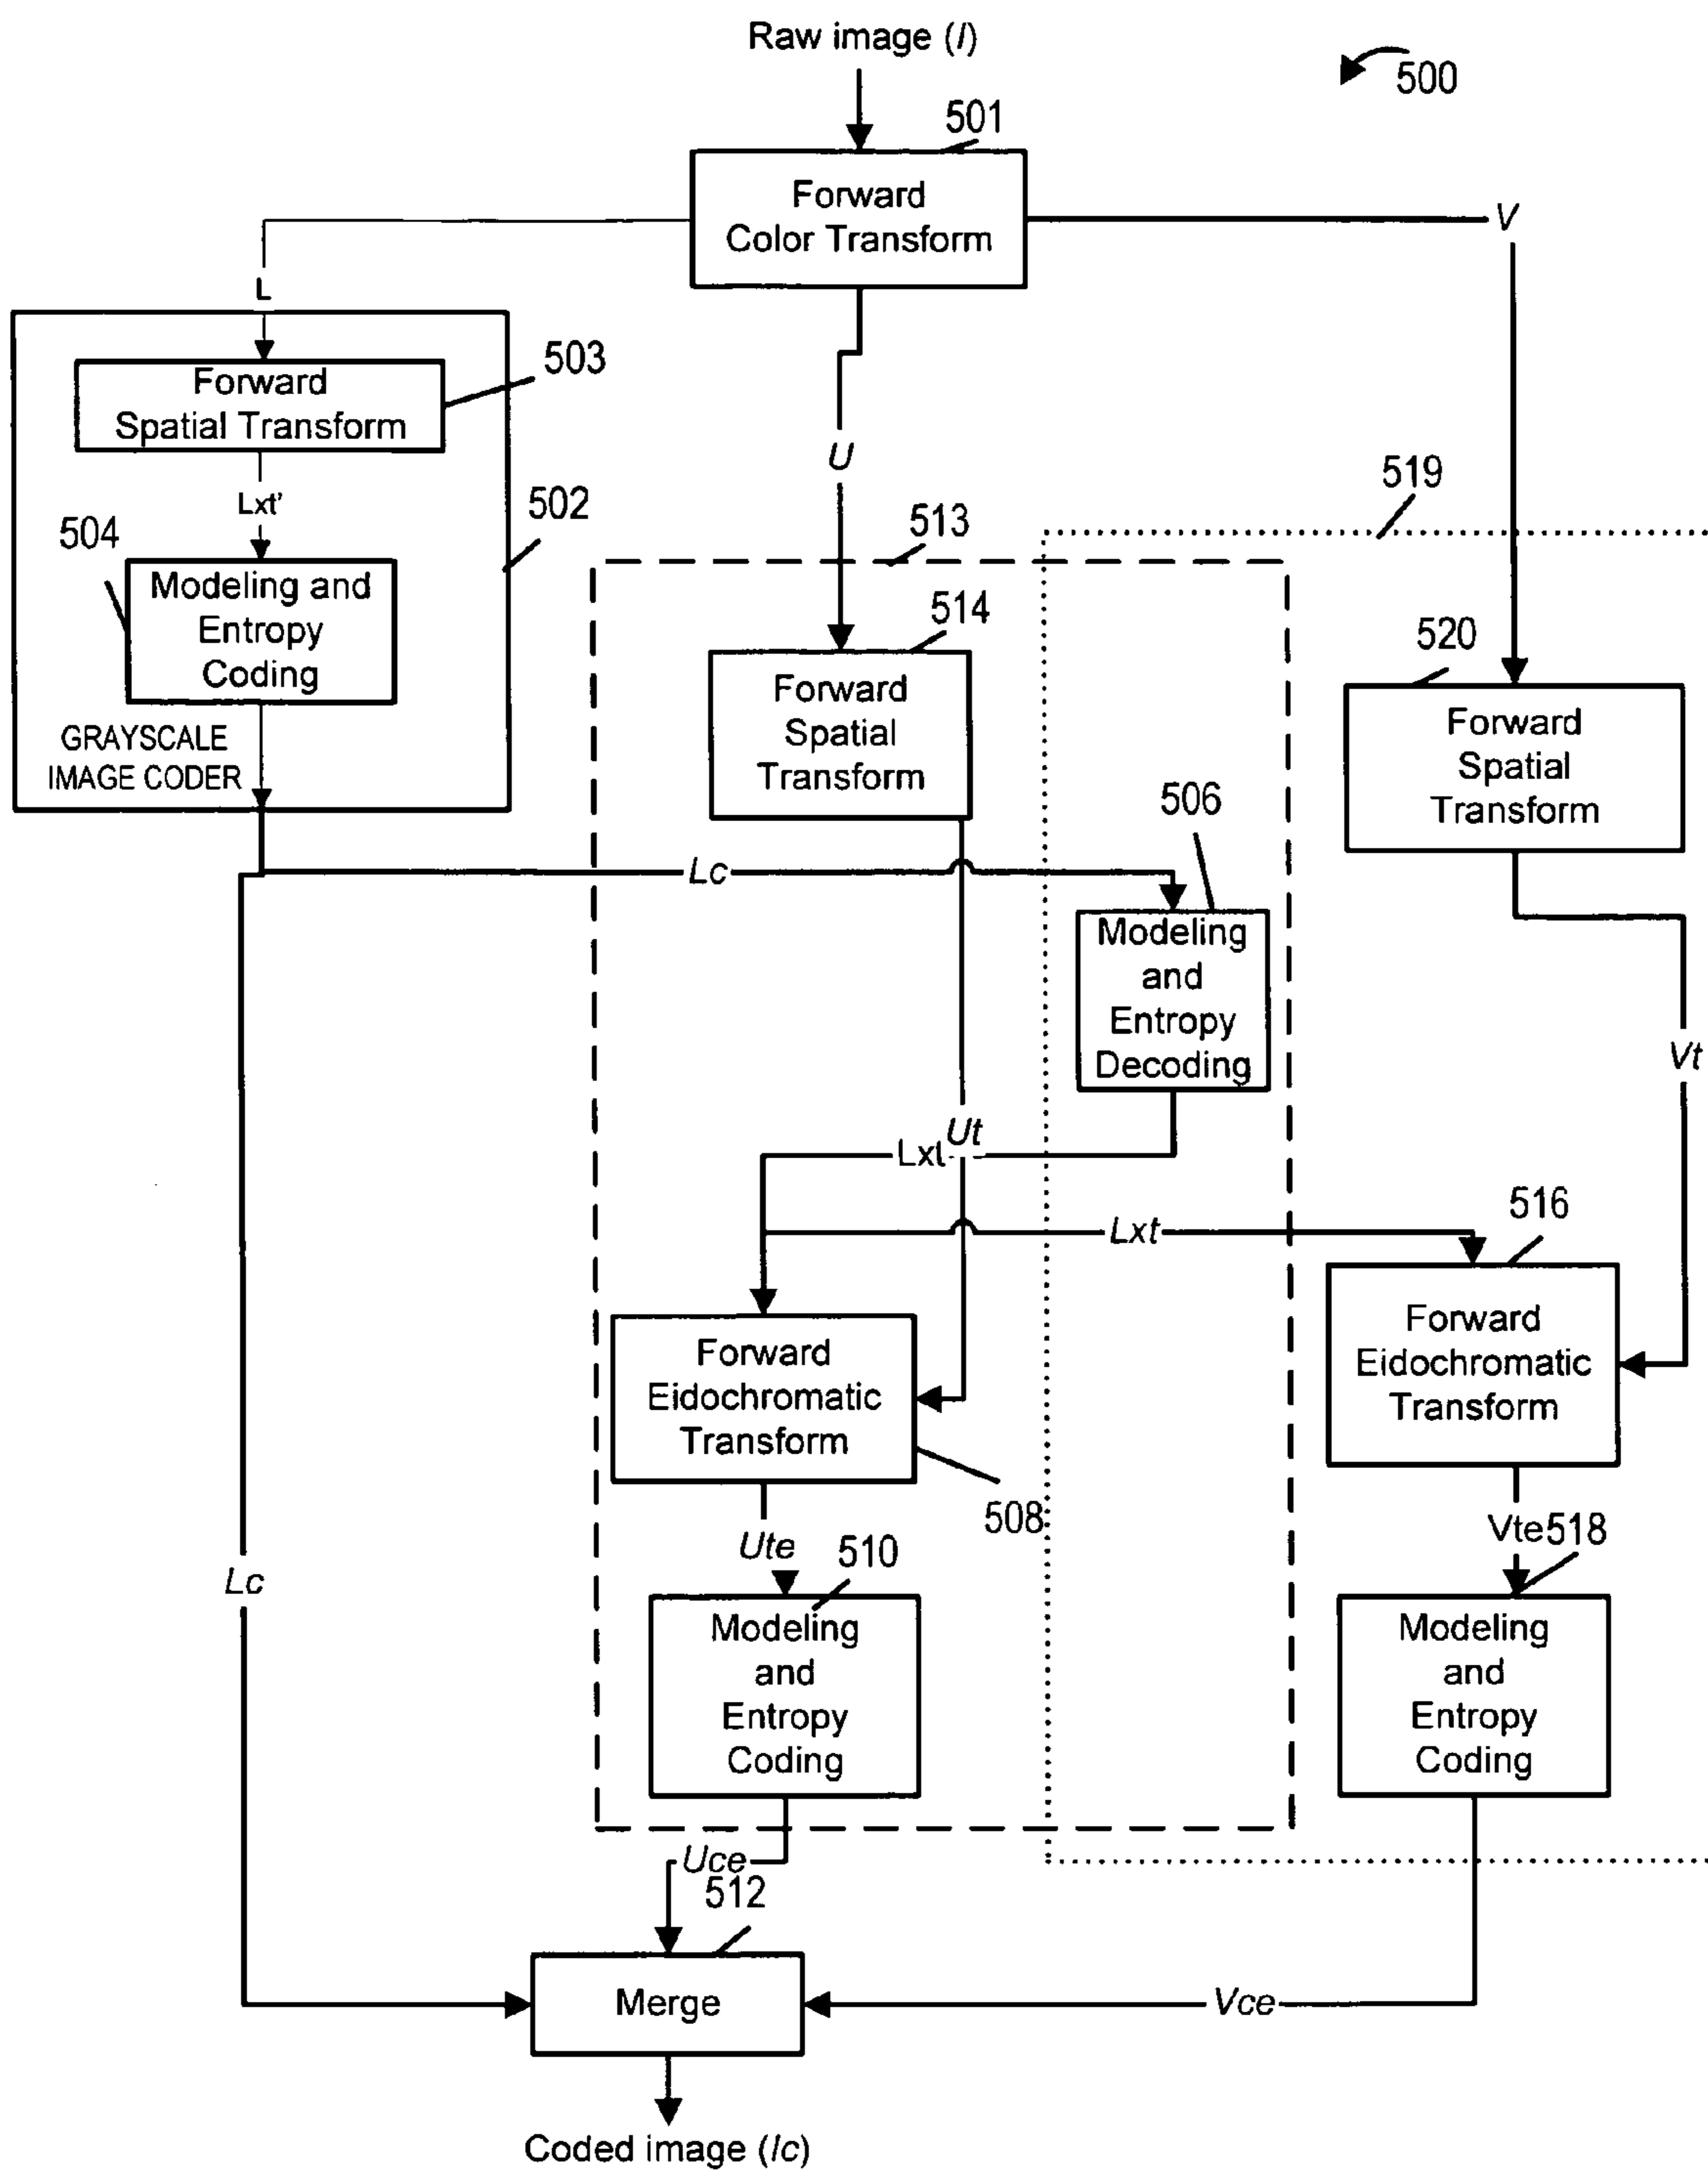 Raw image (I)
500
501
Forward
Color Transform
V
L
503
Forward
Spatial Transform
U
519
Lxt'
502
504
513
Modeling and
Entropy
Coding
514
520
Forward
Spatial
Transform
Forward
Spatial
Transform
GRAYSCALE
IMAGE CODER
506
Lc
Modeling
and
Entropy
Decoding
Vt
Ut
Lxt
516
Lxt
Forward
Eidochromatic
Transform
Forward
Eidochromatic
Transform
508
Vte
518
Ute
510
Lc
Modeling
and
Entropy
Coding
Modeling
and
Entropy
Coding
Uce
512
Merge
Vce
Coded image (Ic)